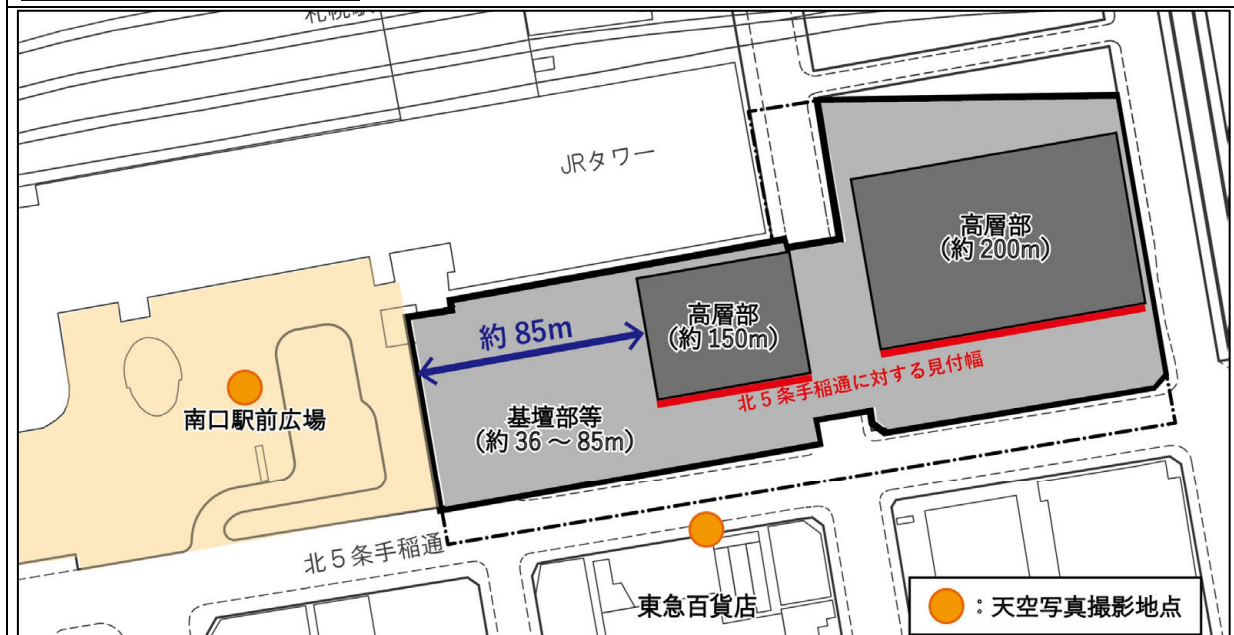 JRタワー
高層部
(約 200m)
高層部
(約 150m)
約 85m
北5条手稲通に対する見付幅
南口駅前広場
基壇部等
(約 36 ～ 85m)
北5条手稲通
東急百貨店
：天空写真撮影地点